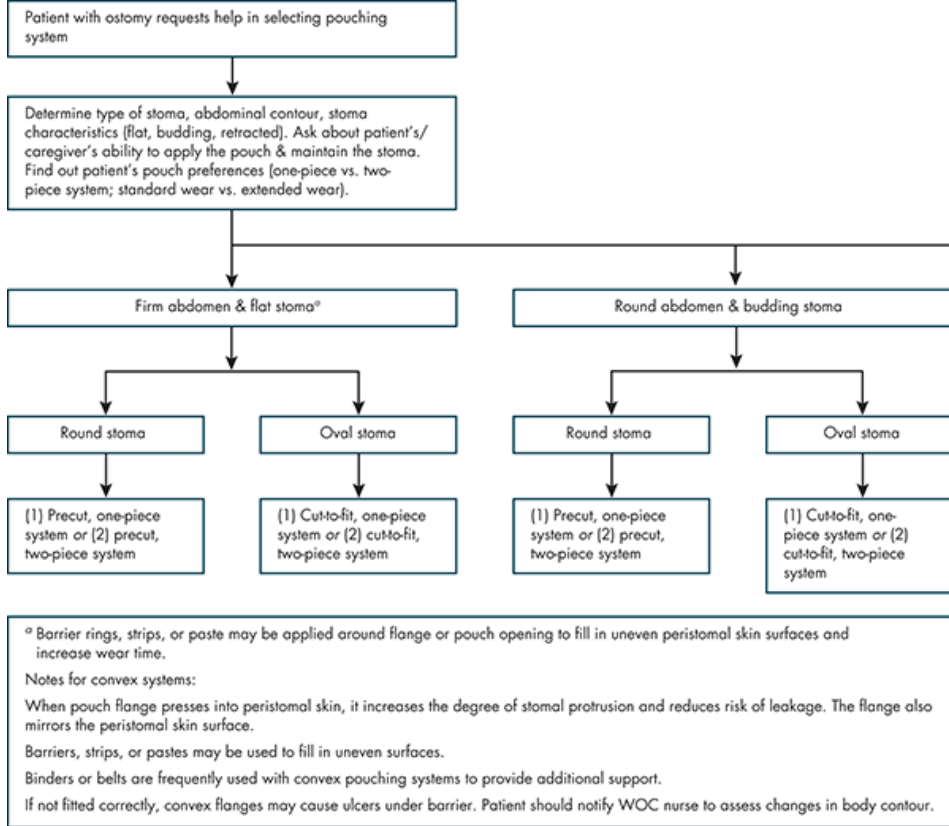 Patient with ostomy requests help in selecting pouching
system
Determine type of stoma, abdominal contour, stoma
characteristics (flat, budding, retracted). Ask about patient's/
caregiver's ability to apply the pouch & maintain the stoma.
Find out patient's pouch preferences (one-piece vs. two-
piece system; standard wear vs. extended wear).
Firm abdomen & flat stomaᵃ
Round abdomen & budding stoma
Round stoma
Oval stoma
Round stoma
Oval stoma
(1) Precut, one-piece
system or (2) precut,
two-piece system
(1) Cut-to-fit, one-piece
system or (2) cut-to-fit,
two-piece system
(1) Precut, one-piece
system or (2) precut,
two-piece system
(1) Cut-to-fit, one-
piece system or (2)
cut-to-fit, two-piece
system
ᵃ Barrier rings, strips, or paste may be applied around flange or pouch opening to fill in uneven peristomal skin surfaces and
increase wear time.
Notes for convex systems:
When pouch flange presses into peristomal skin, it increases the degree of stomal protrusion and reduces risk of leakage. The flange also
mirrors the peristomal skin surface.
Barriers, strips, or pastes may be used to fill in uneven surfaces.
Binders or belts are frequently used with convex pouching systems to provide additional support.
If not fitted correctly, convex flanges may cause ulcers under barrier. Patient should notify WOC nurse to assess changes in body contour.